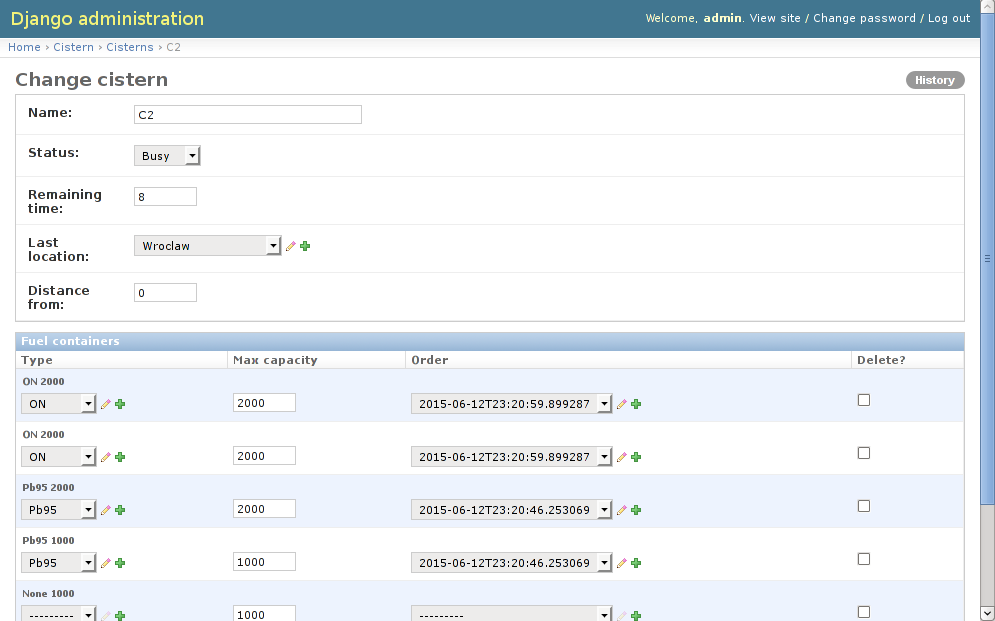 Django administration
Welcome, admin. View site / Change password / Log out
Home › Cistern › Cisterns › C2
Change cistern
History
Name: C2
Status: Busy
Remaining
time: 8
Last
location: Wroclaw
Distance
from: 0
Fuel containers
Type Max capacity Order Delete?
ON 2000
ON 2000 2015-06-12T23:20:59.899287
ON 2000
ON 2000 2015-06-12T23:20:59.899287
Pb95 2000
Pb95 2000 2015-06-12T23:20:46.253069
Pb95 1000
Pb95 1000 2015-06-12T23:20:46.253069
None 1000
--------- 1000 ---------